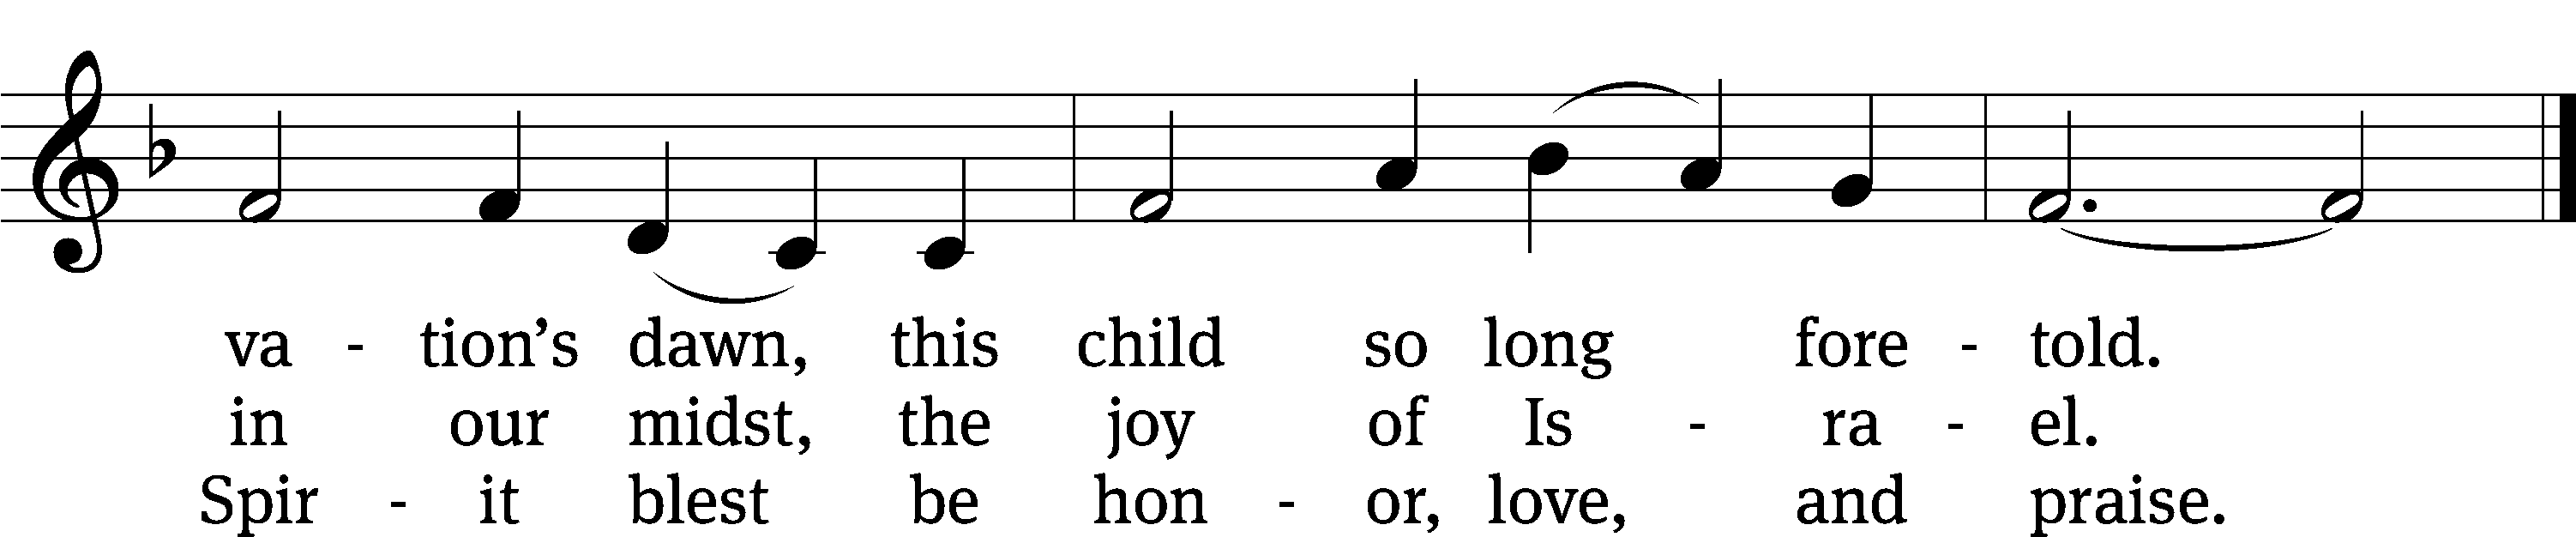 va - tion’s dawn, this child so long fore - told.
in our midst, the joy of Is - ra - el.
Spir - it blest be hon - or, love, and praise.